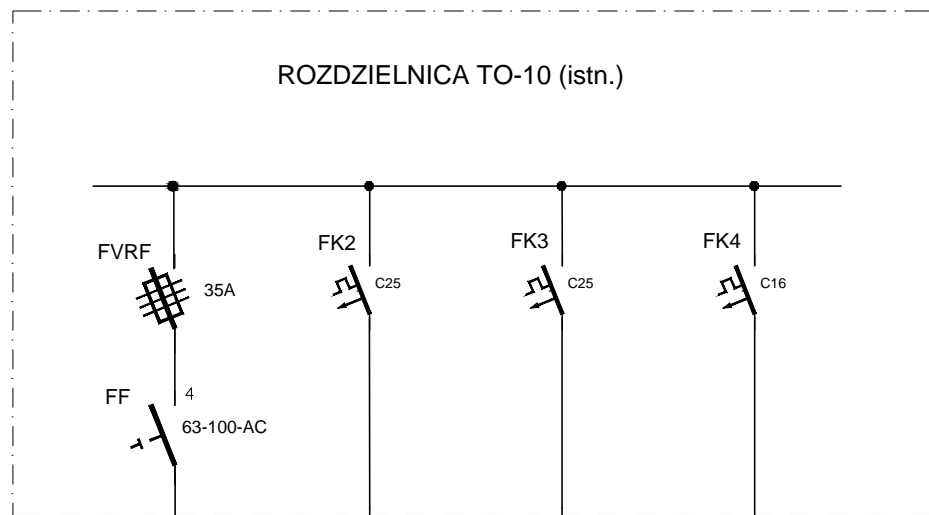 ROZDZIELNICA TO-10 (istn.)
FVRF
35A
FK2
C25
FK3
C25
FK4
C16
FF
4
63-100-AC